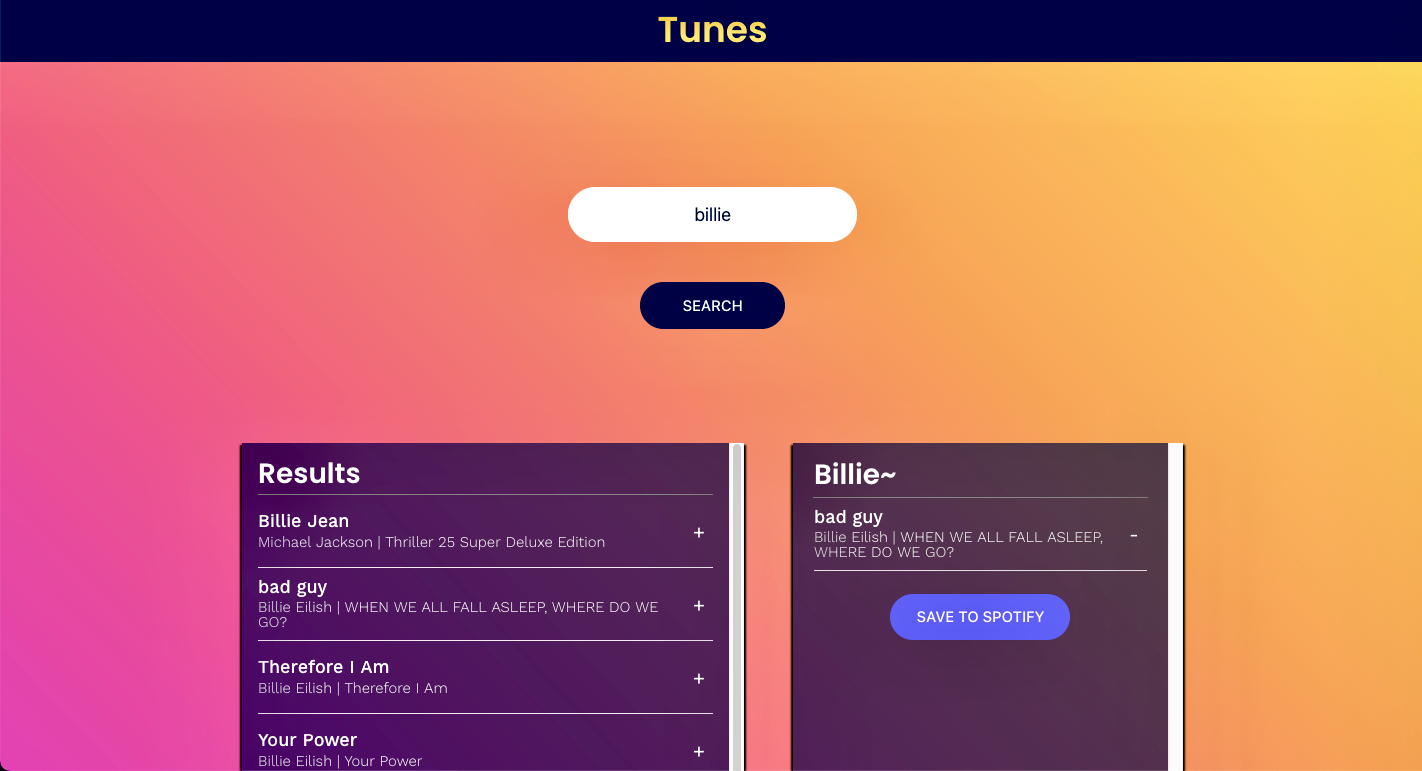 Tunes
billie
SEARCH
Results
Billie Jean
Michael Jackson | Thriller 25 Super Deluxe Edition
+
bad guy
Billie Eilish | WHEN WE ALL FALL ASLEEP, WHERE DO WE
GO?
+
Therefore I Am
Billie Eilish | Therefore I Am
+
Your Power
Billie Eilish | Your Power
+
Billie~
bad guy
Billie Eilish | WHEN WE ALL FALL ASLEEP,
WHERE DO WE GO?
-
SAVE TO SPOTIFY